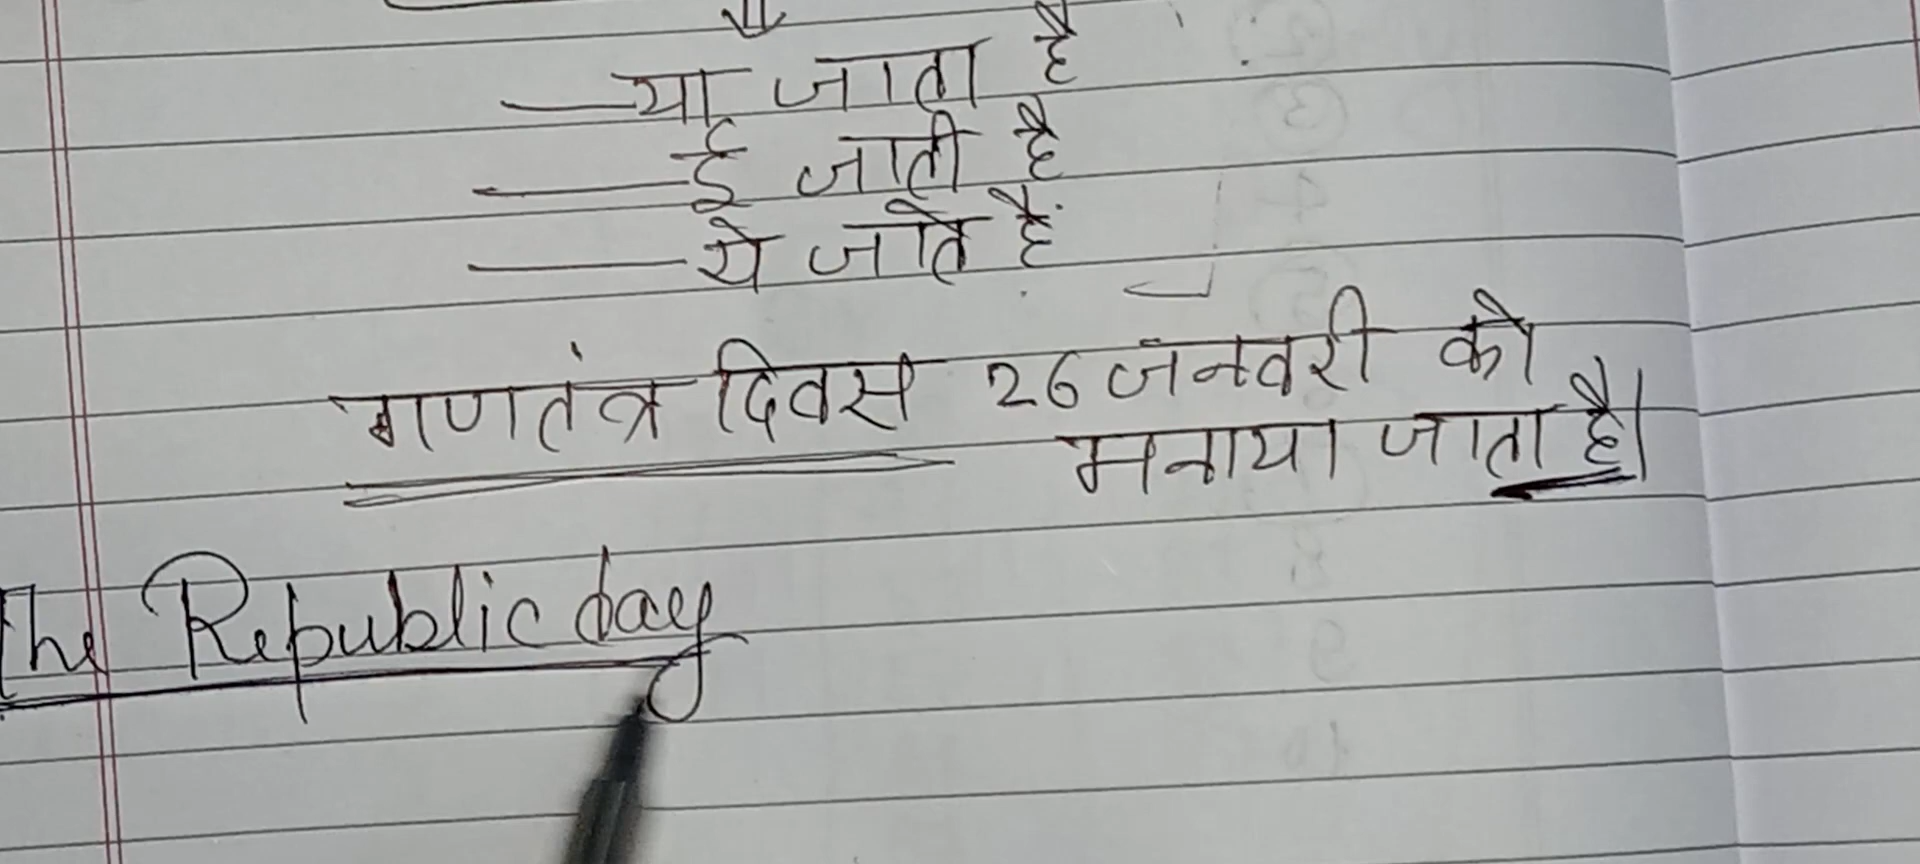 —या जाता है
—ई जाती है
—ये जाते हैं
गणतंत्र दिवस 26 जनवरी को
मनाया जाता है।
The Republic day